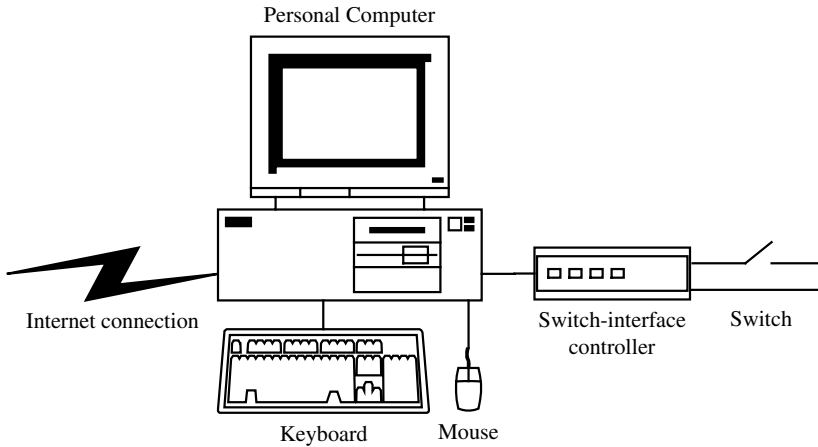 Personal Computer
Internet connection
Switch-interface
controller
Switch
Keyboard
Mouse